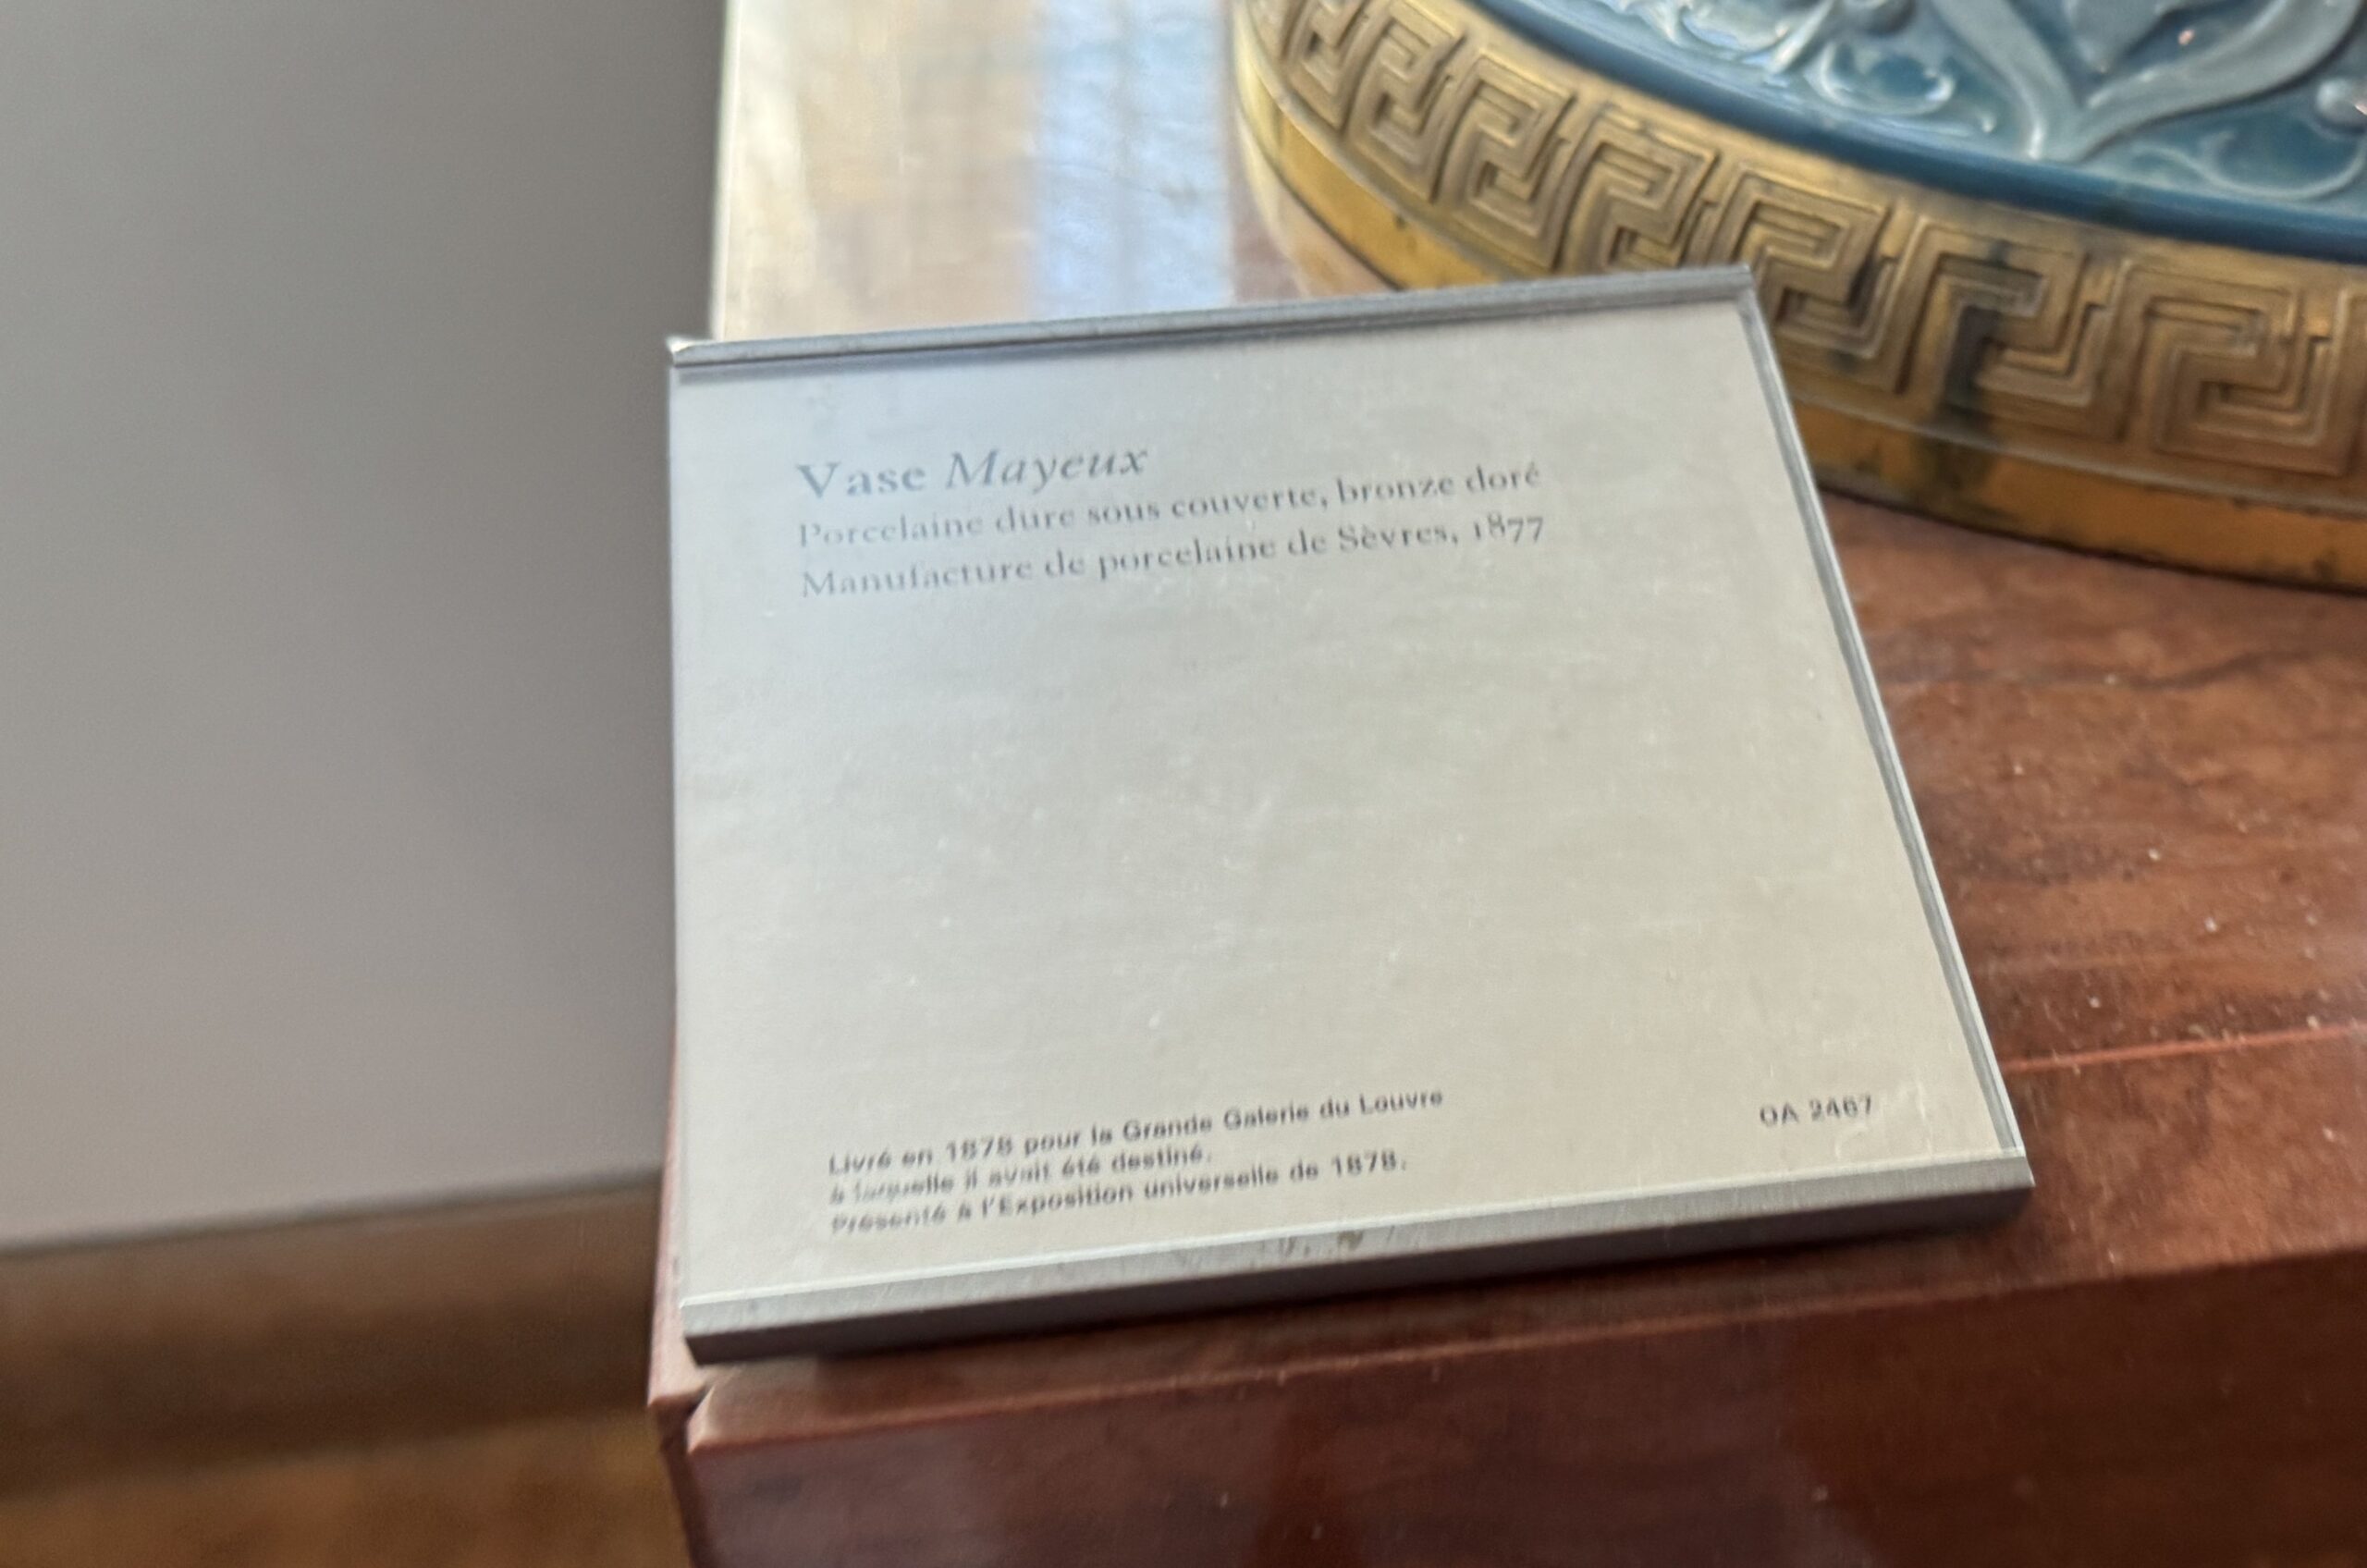 Vase Mayeux
Porcelaine dure sous couverte, bronze doré
Manufacture de porcelaine de Sèvres, 1877
Livré en 1878 pour la Grande Galerie du Louvre
à laquelle il avait été destiné.
Présenté à l'Exposition universelle de 1878.
OA 2467